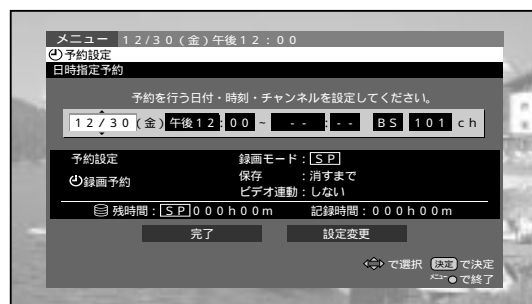 メニュー 12/30(金)午後12:00
予約設定
日時指定予約
予約を行う日付・時刻・チャンネルを設定してください。
12/30(金)午後12:00~--:-- BS 101 ch
予約設定 録画モード:SP
録画予約 保存 :消すまで
ビデオ連動:しない
残時間:SP000h00m 記録時間:000h00m
完了 設定変更
で選択 決定で決定
メニューで終了